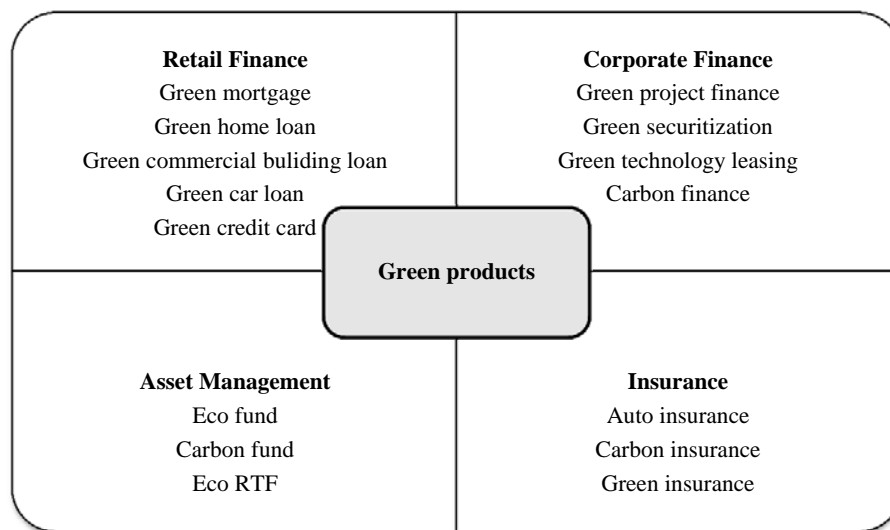 Retail Finance
Green mortgage
Green home loan
Green commercial buliding loan
Green car loan
Green credit card
Corporate Finance
Green project finance
Green securitization
Green technology leasing
Carbon finance
Green products
Asset Management
Eco fund
Carbon fund
Eco RTF
Insurance
Auto insurance
Carbon insurance
Green insurance